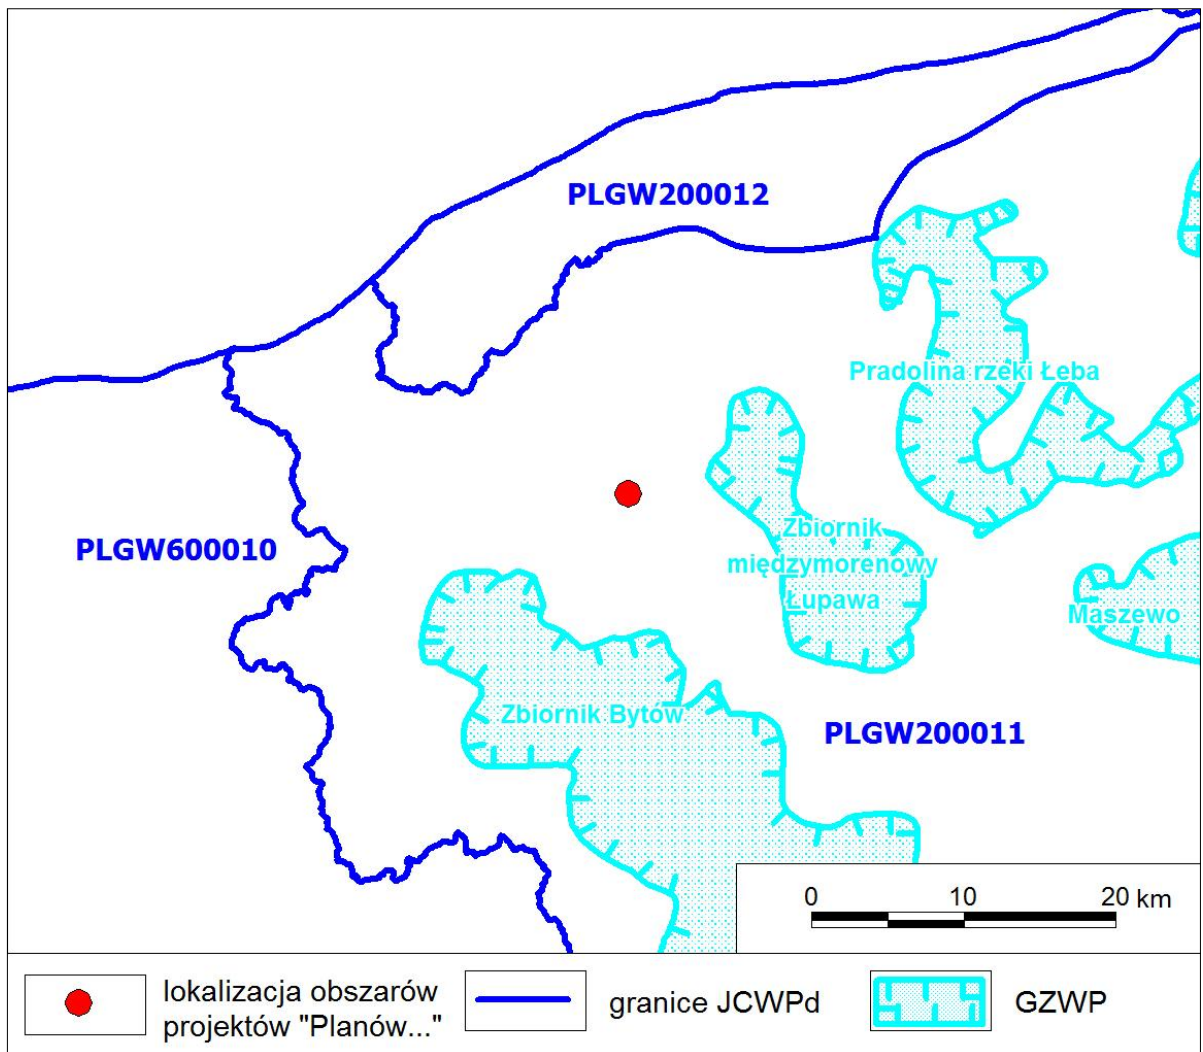 PLGW200012
Pradolina rzeki Łeba
PLGW600010
Zbiornik
międzymorenowy
Łupawa
Maszewo
Zbiornik Bytów
PLGW200011
0 10 20 km
lokalizacja obszarów
projektów "Planów..."
granice JCWPd
GZWP